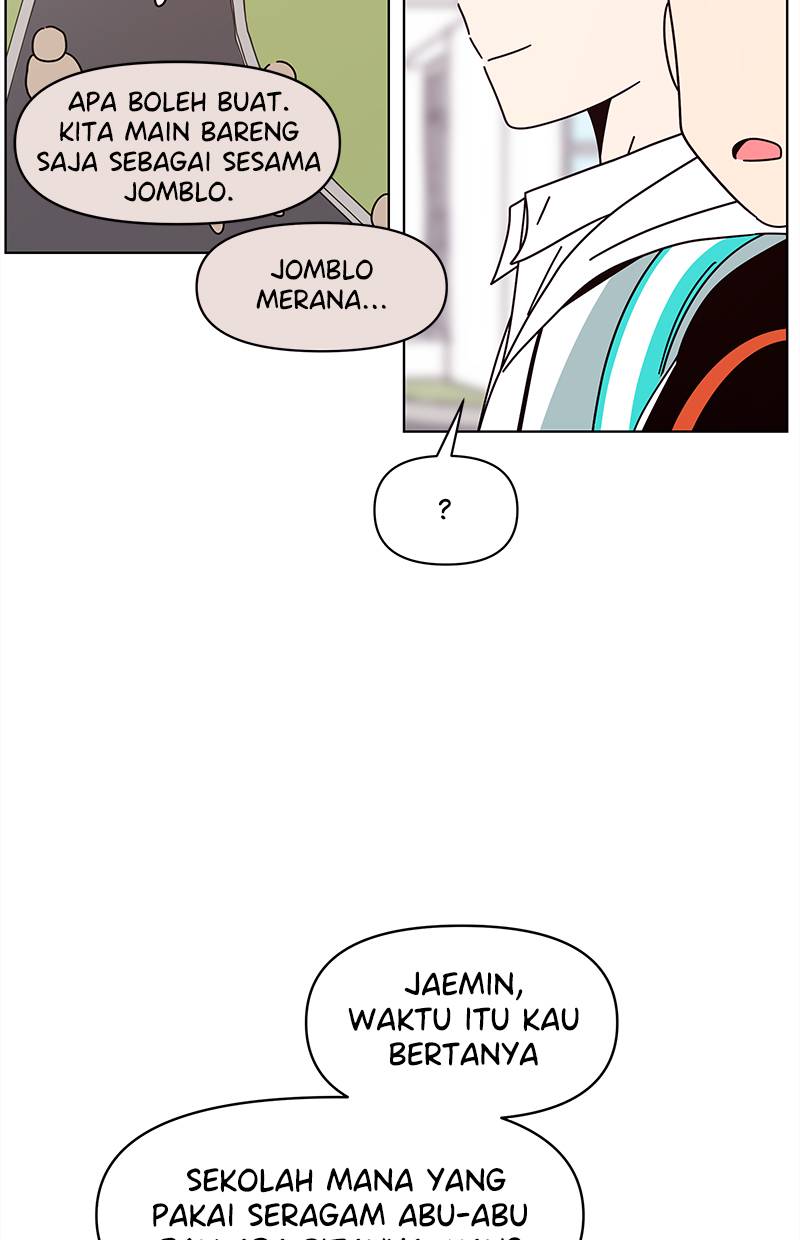 APA BOLEH BUAT.
KITA MAIN BARENG
SAJA SEBAGAI SESAMA
JOMBLO.
JOMBLO
MERANA...
?
JAEMIN,
WAKTU ITU KAU
BERTANYA
SEKOLAH MANA YANG
PAKAI SERAGAM ABU-ABU